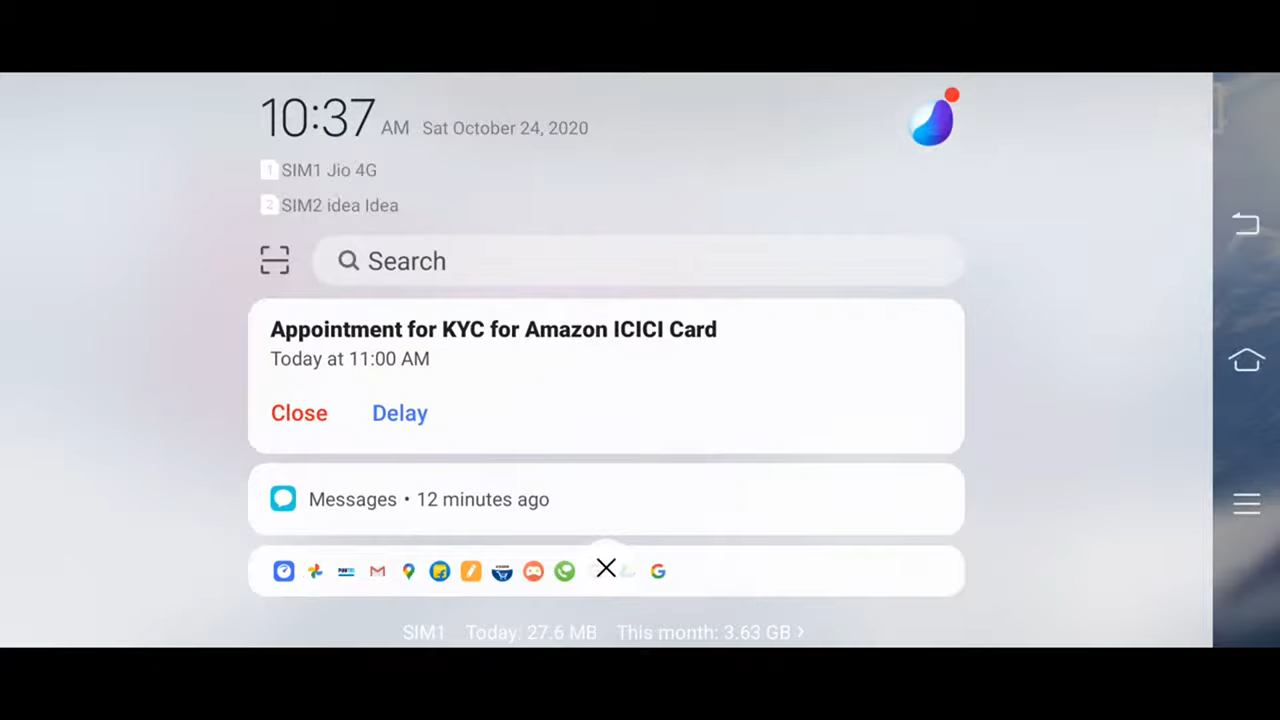 10:37 AM Sat October 24, 2020
1 SIM1 Jio 4G
2 SIM2 idea Idea
Search
Appointment for KYC for Amazon ICICI Card
Today at 11:00 AM
Close Delay
Messages • 12 minutes ago
SIM1 Today: 27.6 MB This month: 3.63 GB >